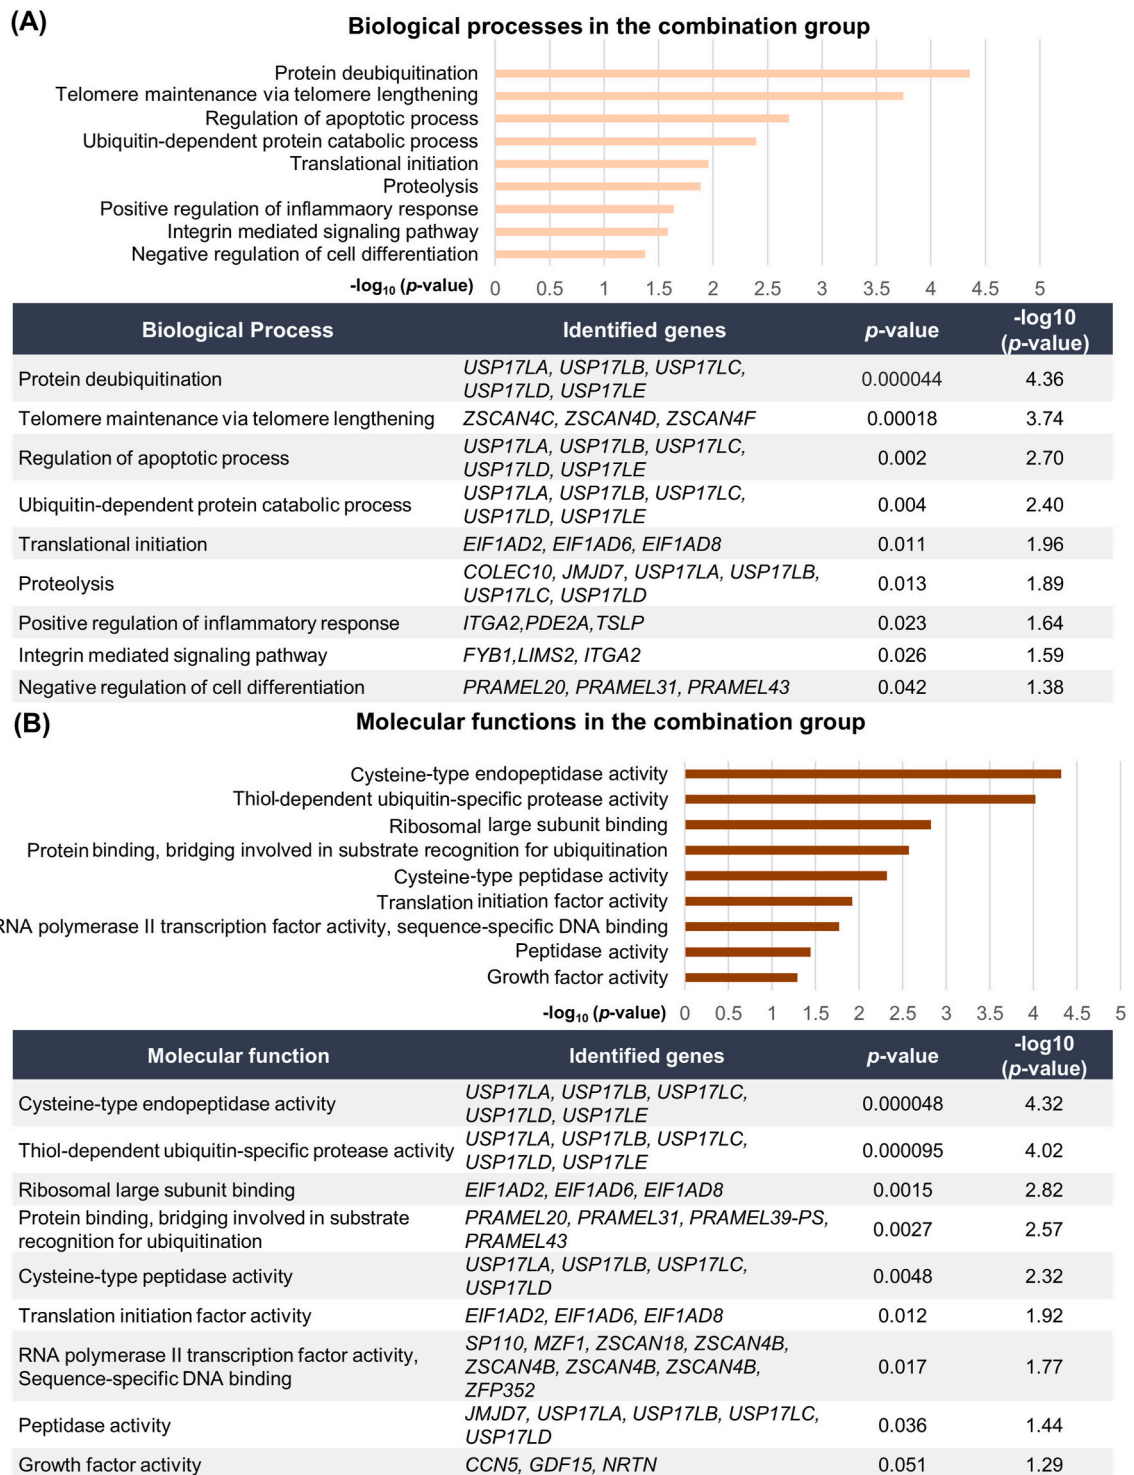 (A)
Biological processes in the combination group
Protein deubiquitination
Telomere maintenance via telomere lengthening
Regulation of apoptotic process
Ubiquitin-dependent protein catabolic process
Translational initiation
Proteolysis
Positive regulation of inflammaory response
Integrin mediated signaling pathway
Negative regulation of cell differentiation
-log10 (p-value) 0 0.5 1 1.5 2 2.5 3 3.5 4 4.5 5
Biological Process Identified genes p-value -log10 (p-value)
Protein deubiquitination USP17LA, USP17LB, USP17LC, USP17LD, USP17LE 0.000044 4.36
Telomere maintenance via telomere lengthening ZSCAN4C, ZSCAN4D, ZSCAN4F 0.00018 3.74
Regulation of apoptotic process USP17LA, USP17LB, USP17LC, USP17LD, USP17LE 0.002 2.70
Ubiquitin-dependent protein catabolic process USP17LA, USP17LB, USP17LC, USP17LD, USP17LE 0.004 2.40
Translational initiation EIF1AD2, EIF1AD6, EIF1AD8 0.011 1.96
Proteolysis COLEC10, JMJD7, USP17LA, USP17LB, USP17LC, USP17LD 0.013 1.89
Positive regulation of inflammatory response ITGA2,PDE2A,TSLP 0.023 1.64
Integrin mediated signaling pathway FYB1,LIMS2, ITGA2 0.026 1.59
Negative regulation of cell differentiation PRAMEL20, PRAMEL31, PRAMEL43 0.042 1.38
(B)
Molecular functions in the combination group
Cysteine-type endopeptidase activity
Thiol-dependent ubiquitin-specific protease activity
Ribosomal large subunit binding
Protein binding, bridging involved in substrate recognition for ubiquitination
Cysteine-type peptidase activity
Translation initiation factor activity
RNA polymerase II transcription factor activity, sequence-specific DNA binding
Peptidase activity
Growth factor activity
-log10 (p-value) 0 0.5 1 1.5 2 2.5 3 3.5 4 4.5 5
Molecular function Identified genes p-value -log10 (p-value)
Cysteine-type endopeptidase activity USP17LA, USP17LB, USP17LC, USP17LD, USP17LE 0.000048 4.32
Thiol-dependent ubiquitin-specific protease activity USP17LA, USP17LB, USP17LC, USP17LD, USP17LE 0.000095 4.02
Ribosomal large subunit binding EIF1AD2, EIF1AD6, EIF1AD8 0.0015 2.82
Protein binding, bridging involved in substrate recognition for ubiquitination PRAMEL20, PRAMEL31, PRAMEL39-PS, PRAMEL43 0.0027 2.57
Cysteine-type peptidase activity USP17LA, USP17LB, USP17LC, USP17LD 0.0048 2.32
Translation initiation factor activity EIF1AD2, EIF1AD6, EIF1AD8 0.012 1.92
RNA polymerase II transcription factor activity, Sequence-specific DNA binding SP110, MZF1, ZSCAN18, ZSCAN4B, ZSCAN4B, ZSCAN4B, ZSCAN4B, ZFP352 0.017 1.77
Peptidase activity JMJD7, USP17LA, USP17LB, USP17LC, USP17LD 0.036 1.44
Growth factor activity CCN5, GDF15, NRTN 0.051 1.29